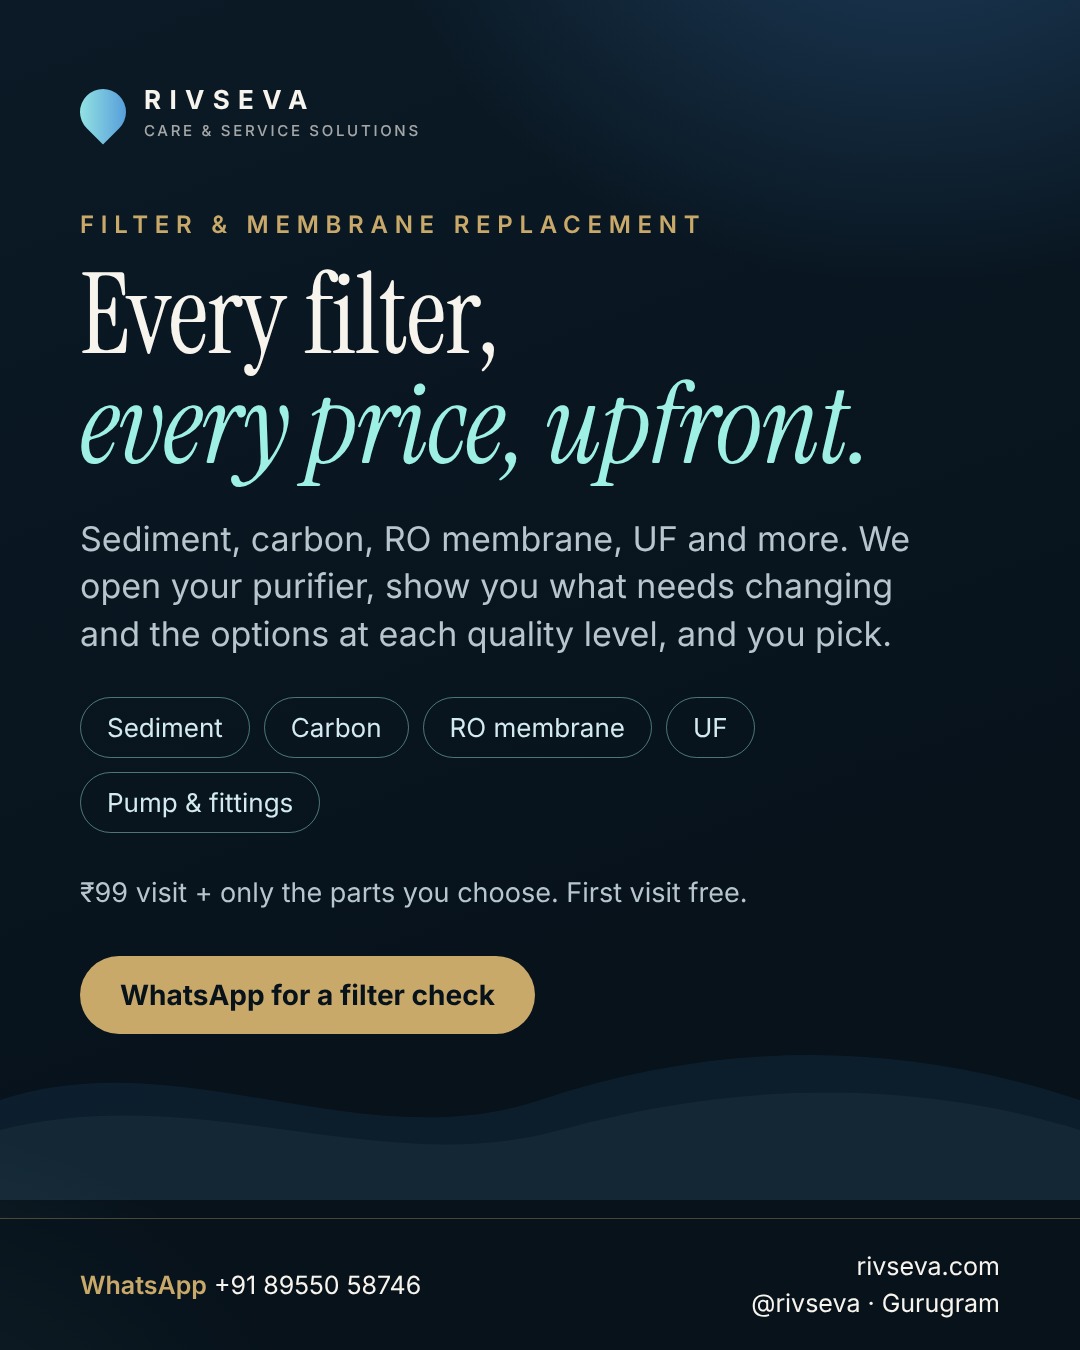 RIVSEVA
CARE & SERVICE SOLUTIONS
FILTER & MEMBRANE REPLACEMENT
Every filter,
every price, upfront.
Sediment, carbon, RO membrane, UF and more. We
open your purifier, show you what needs changing
and the options at each quality level, and you pick.
Sediment Carbon RO membrane UF
Pump & fittings
₹99 visit + only the parts you choose. First visit free.
WhatsApp for a filter check
WhatsApp +91 89550 58746
rivseva.com
@rivseva · Gurugram